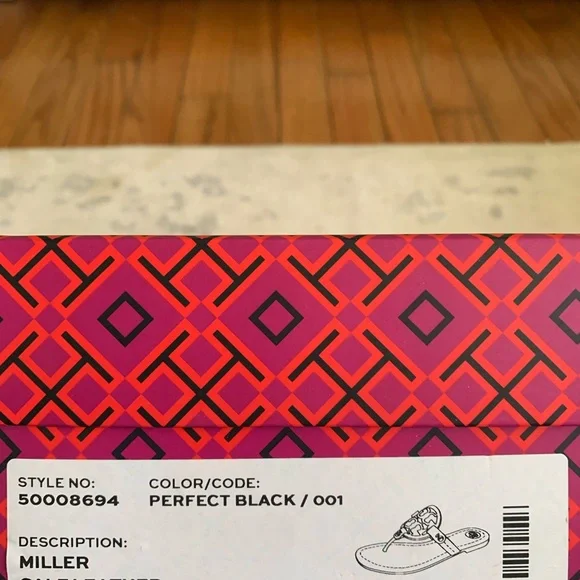 STYLE NO: COLOR/CODE:
50008694 PERFECT BLACK / 001
DESCRIPTION:
MILLER